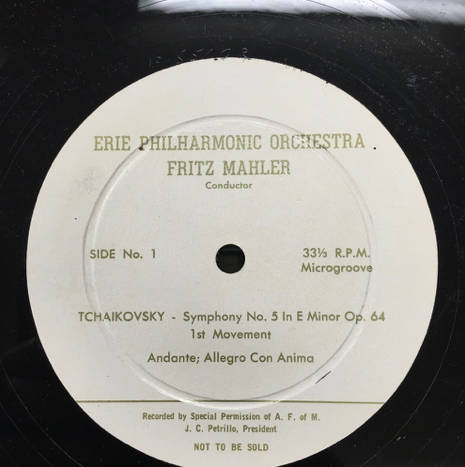 ERIE PHILHARMONIC ORCHESTRA
FRITZ MAHLER
Conductor
SIDE No. 1
33⅓ R.P.M.
Microgroove
TCHAIKOVSKY - Symphony No. 5 In E Minor Op. 64
1st Movement
Andante; Allegro Con Anima
Recorded by Special Permission of A. F. of M.
J. C. Petrillo, President
NOT TO BE SOLD